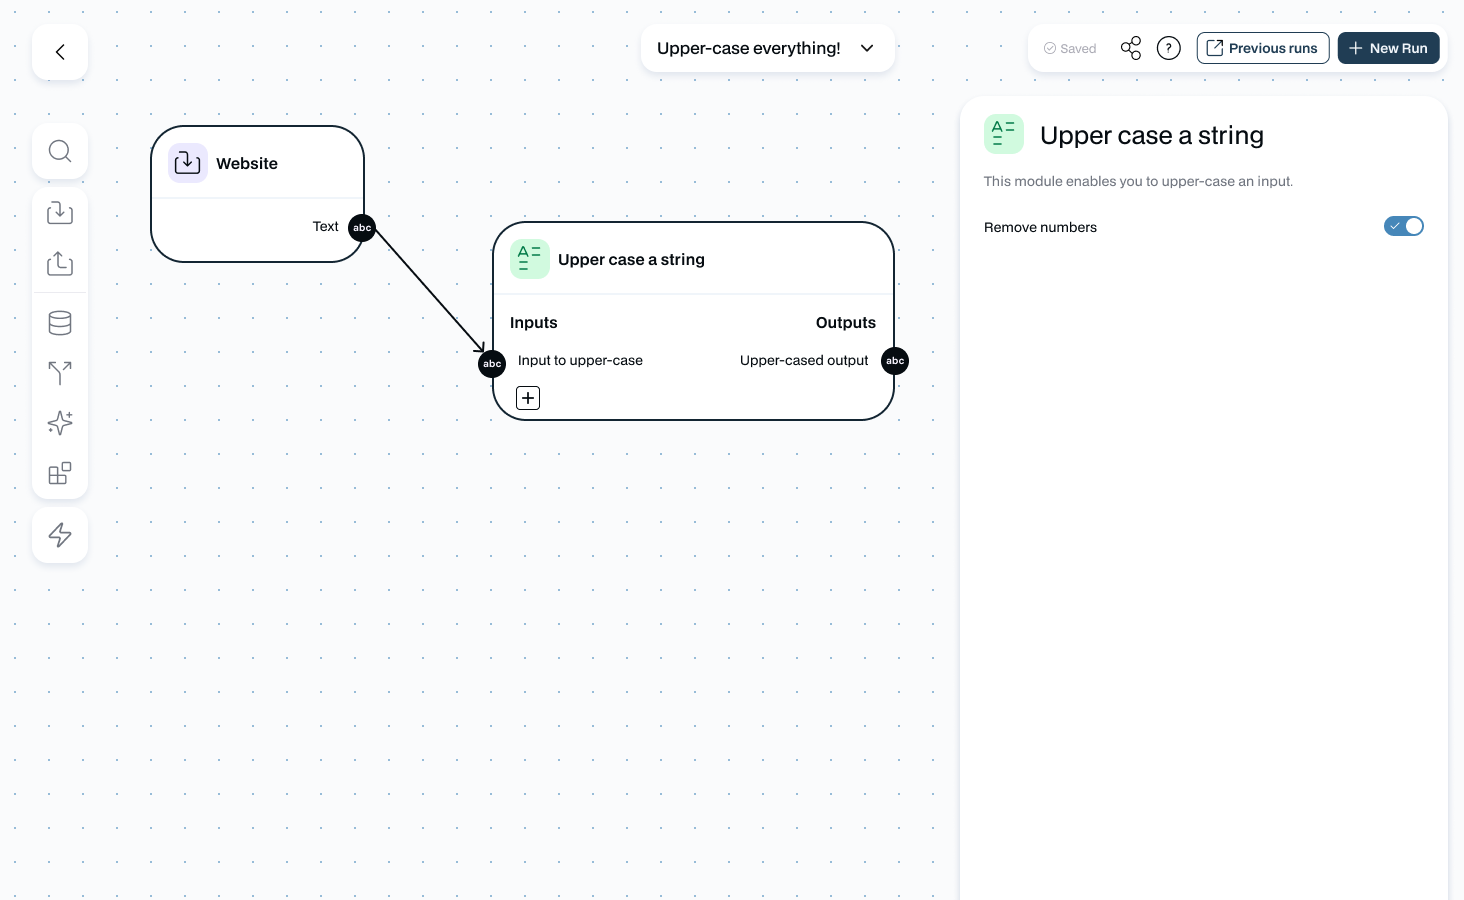 Upper-case everything!
Saved
?
Previous runs
New Run
Website
Text
abc
Upper case a string
Inputs
Outputs
abc
Input to upper-case
Upper-cased output
abc
Upper case a string
This module enables you to upper-case an input.
Remove numbers